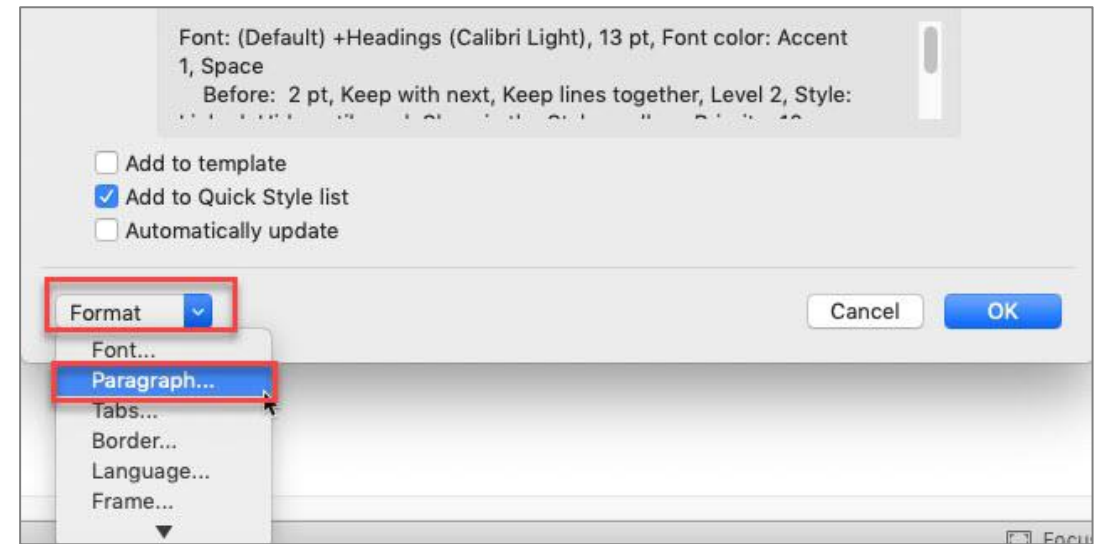 Font: (Default) +Headings (Calibri Light), 13 pt, Font color: Accent
1, Space
Before:  2 pt, Keep with next, Keep lines together, Level 2, Style:
Add to template
Add to Quick Style list
Automatically update
Format
Cancel
OK
Font...
Paragraph...
Tabs...
Border...
Language...
Frame...